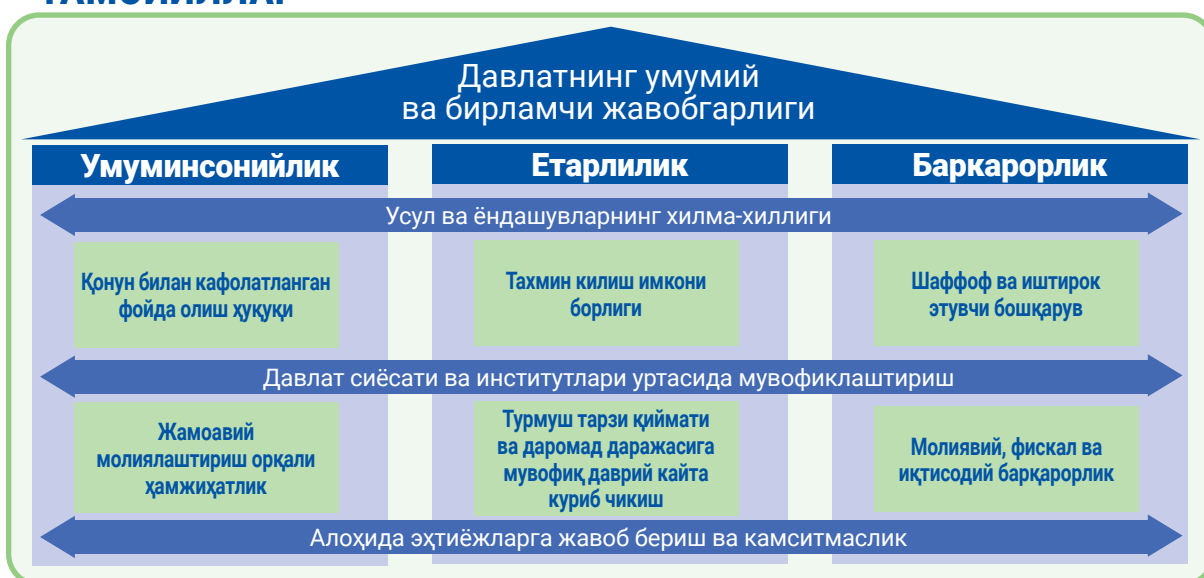 Давлатнинг умумий
ва бирламчи жавобгарлиги
Умуминсонийлик
Етарлилик
Баркарорлик
Усул ва ёндашувларнинг хилма-хиллиги
Қонун билан кафолатланган
фойда олиш ҳуқуқи
Тахмин килиш имкони
борлиги
Шаффоф ва иштирок
этувчи бошқарув
Давлат сиёсати ва институтлари уртасида мувофиклаштириш
Жамоавий
молиялаштириш орқали
ҳамжиҳатлик
Турмуш тарзи қиймати
ва даромад даражасига
мувофиқ даврий кайта
куриб чикиш
Молиявий, фискал ва
иқтисодий барқарорлик
Алоҳида эҳтиёжларга жавоб бериш ва камситмаслик